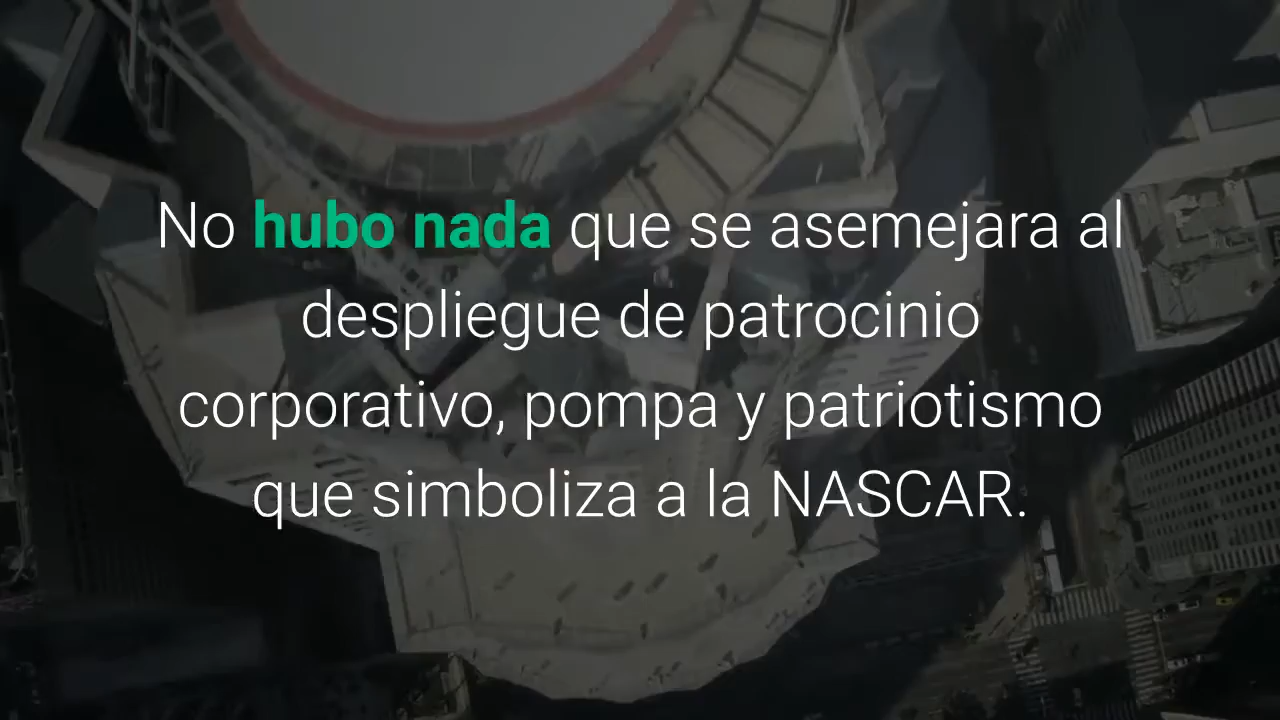 No hubo nada que se asemejara al
despliegue de patrocinio
corporativo, pompa y patriotismo
que simboliza a la NASCAR.